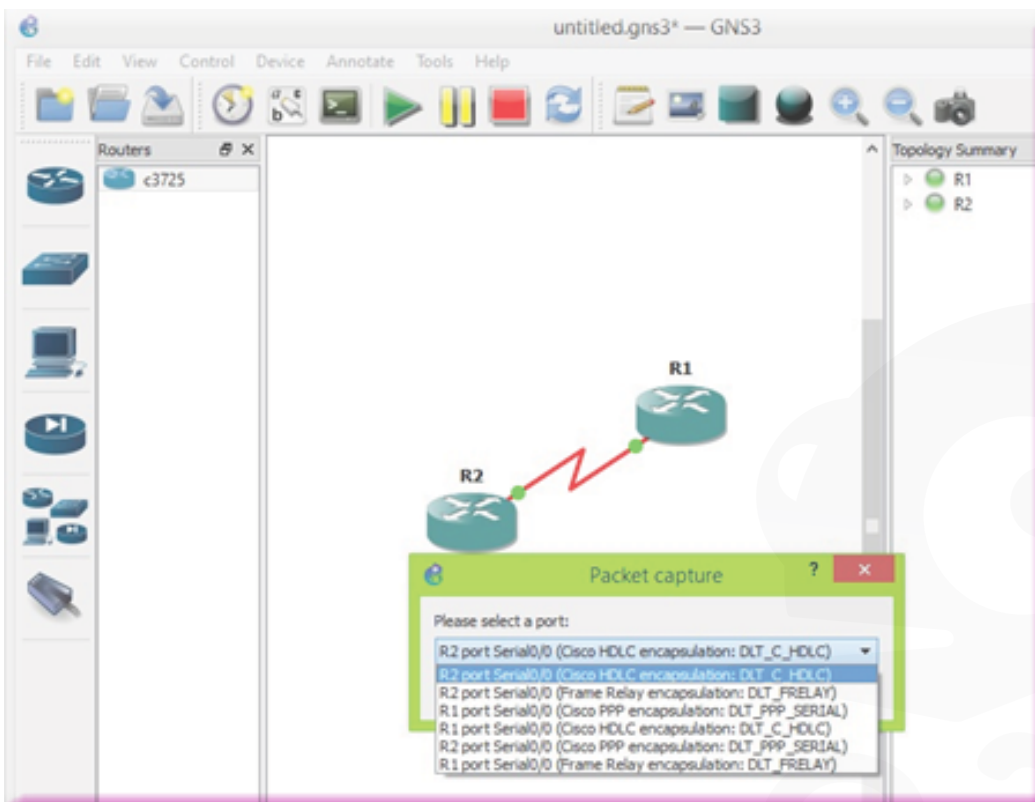 untitled.gns3* — GNS3
File Edit View Control Device Annotate Tools Help
Routers
Topology Summary
c3725
R1
R2
R1
R2
Packet capture
?
Please select a port:
R2 port Serial0/0 (Cisco HDLC encapsulation: DLT_C_HDLC)
R2 port Serial0/0 (Cisco HDLC encapsulation: DLT_C_HDLC)
R2 port Serial0/0 (Frame Relay encapsulation: DLT_FRELAY)
R1 port Serial0/0 (Cisco PPP encapsulation: DLT_PPP_SERIAL)
R1 port Serial0/0 (Cisco HDLC encapsulation: DLT_C_HDLC)
R2 port Serial0/0 (Cisco PPP encapsulation: DLT_PPP_SERIAL)
R1 port Serial0/0 (Frame Relay encapsulation: DLT_FRELAY)